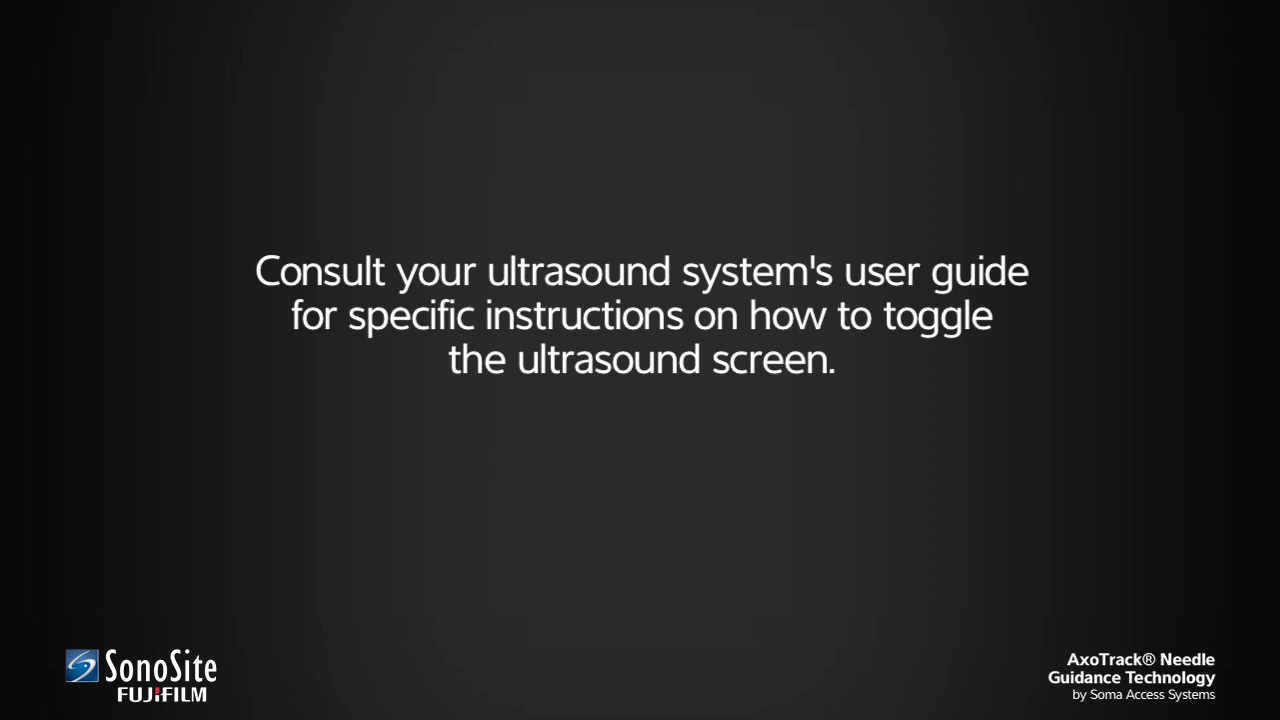 Consult your ultrasound system's user guide
for specific instructions on how to toggle
the ultrasound screen.
SonoSite
FUJIFILM
AxoTrack® Needle
Guidance Technology
by Soma Access Systems